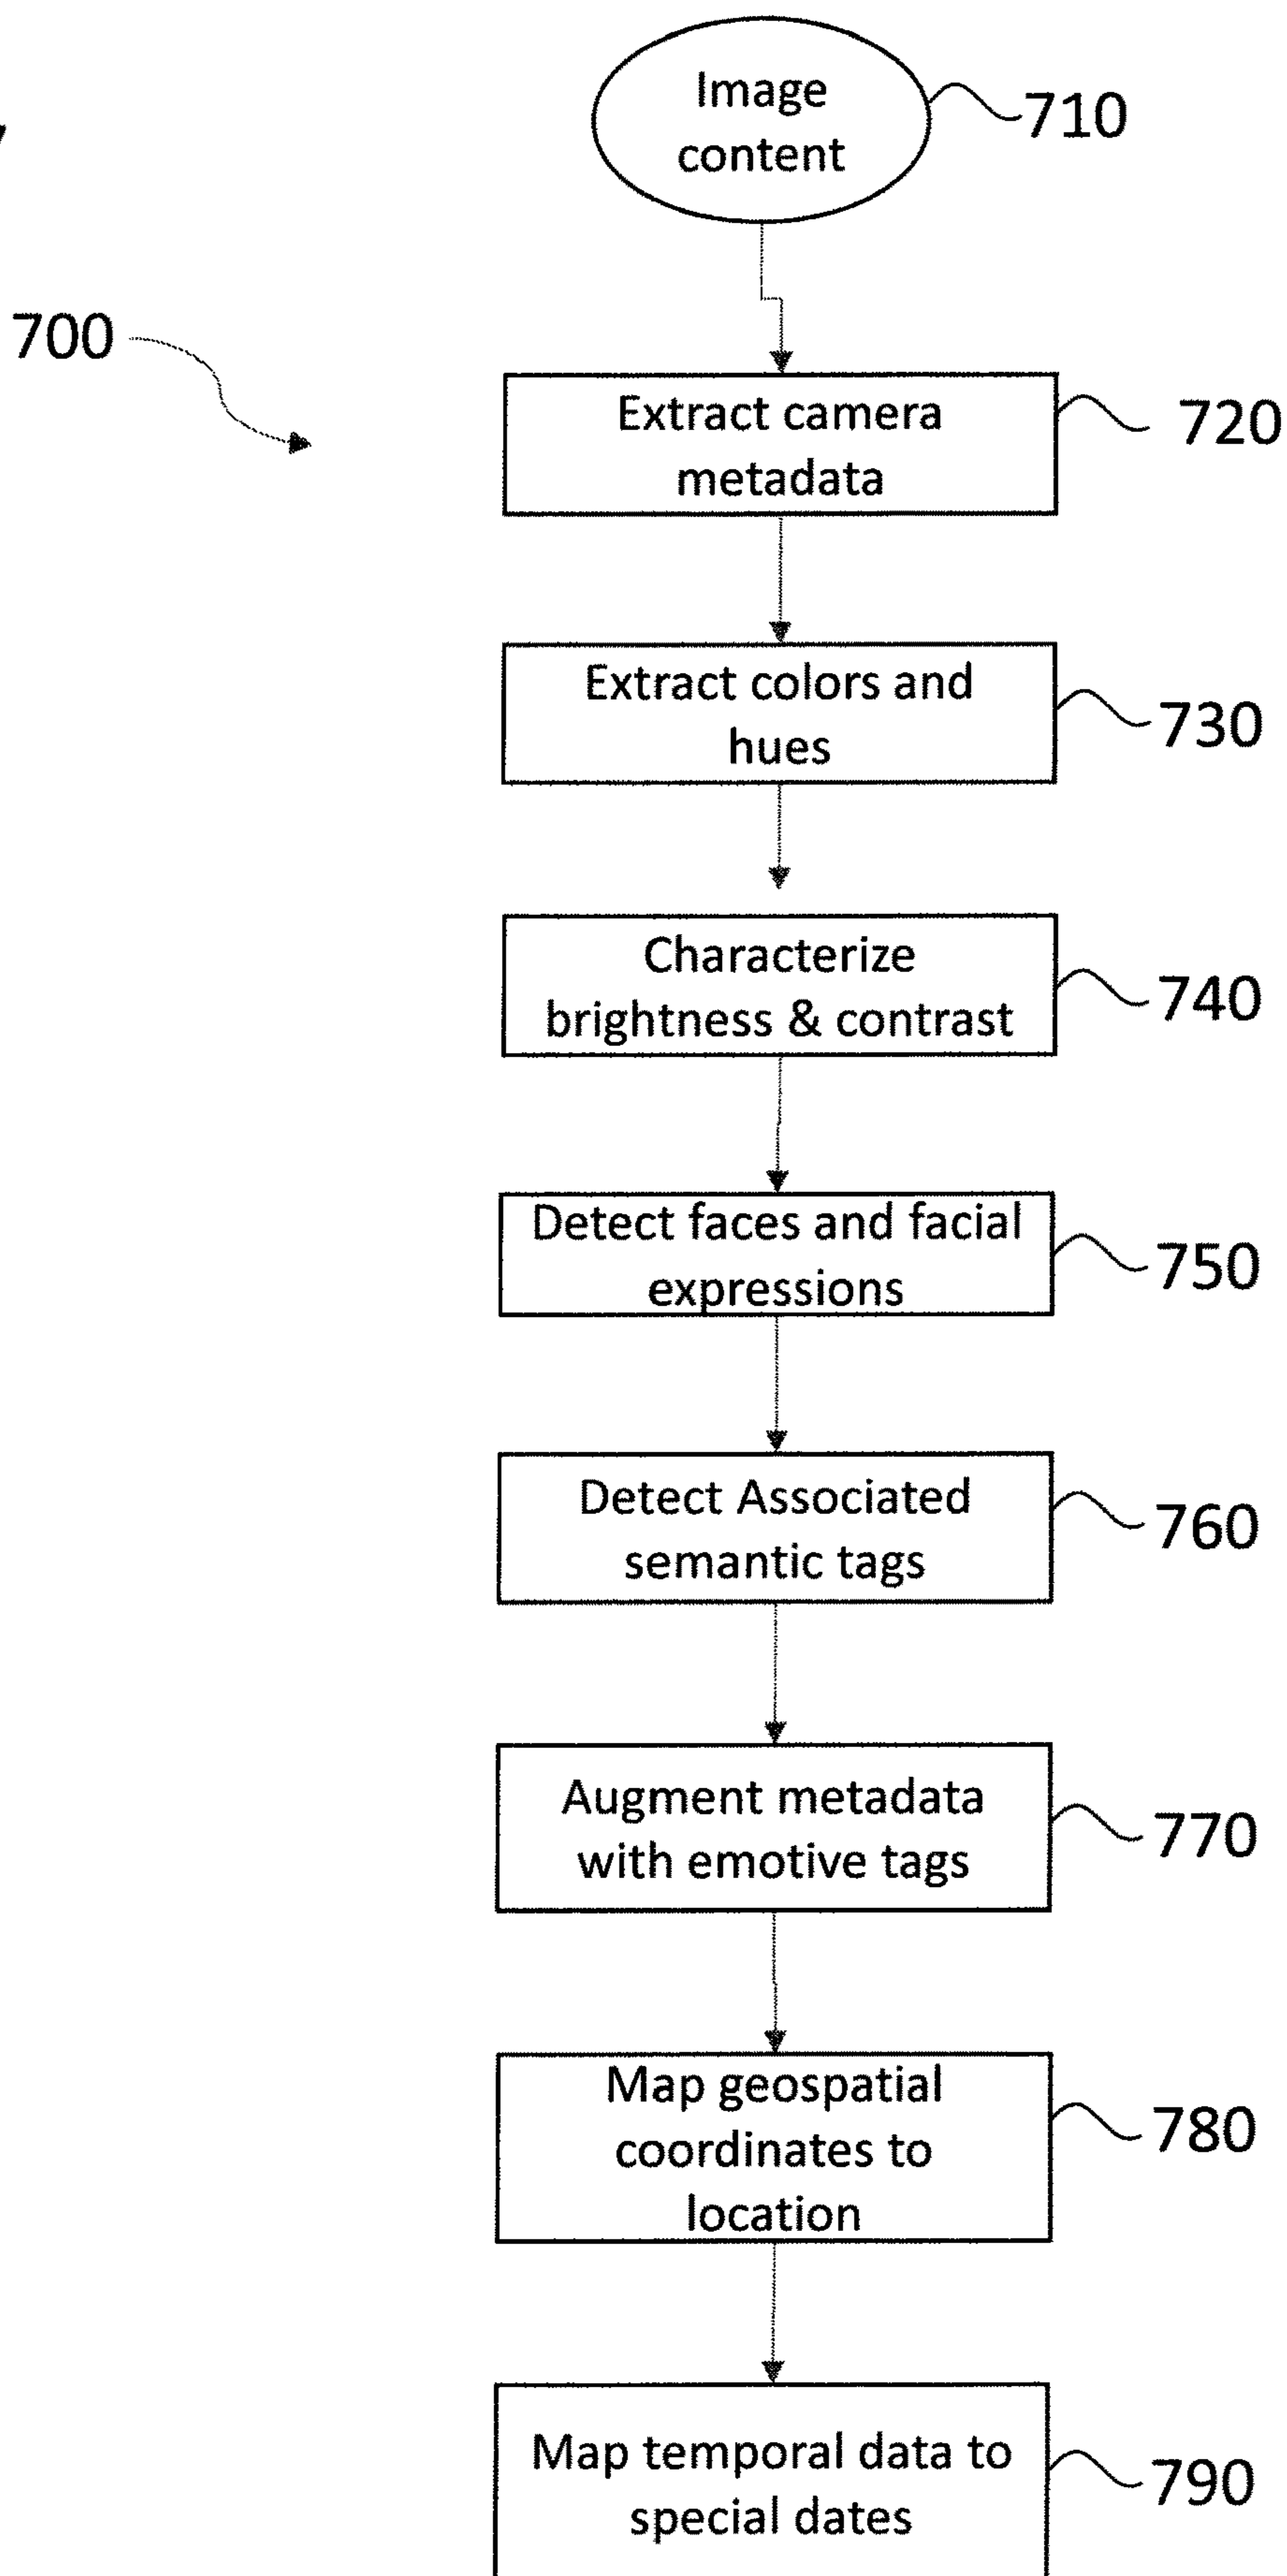 Image
content
710
700
Extract camera
metadata
720
Extract colors and
hues
730
Characterize
brightness & contrast
740
Detect faces and facial
expressions
750
Detect Associated
semantic tags
760
Augment metadata
with emotive tags
770
Map geospatial
coordinates to
location
780
Map temporal data to
special dates
790